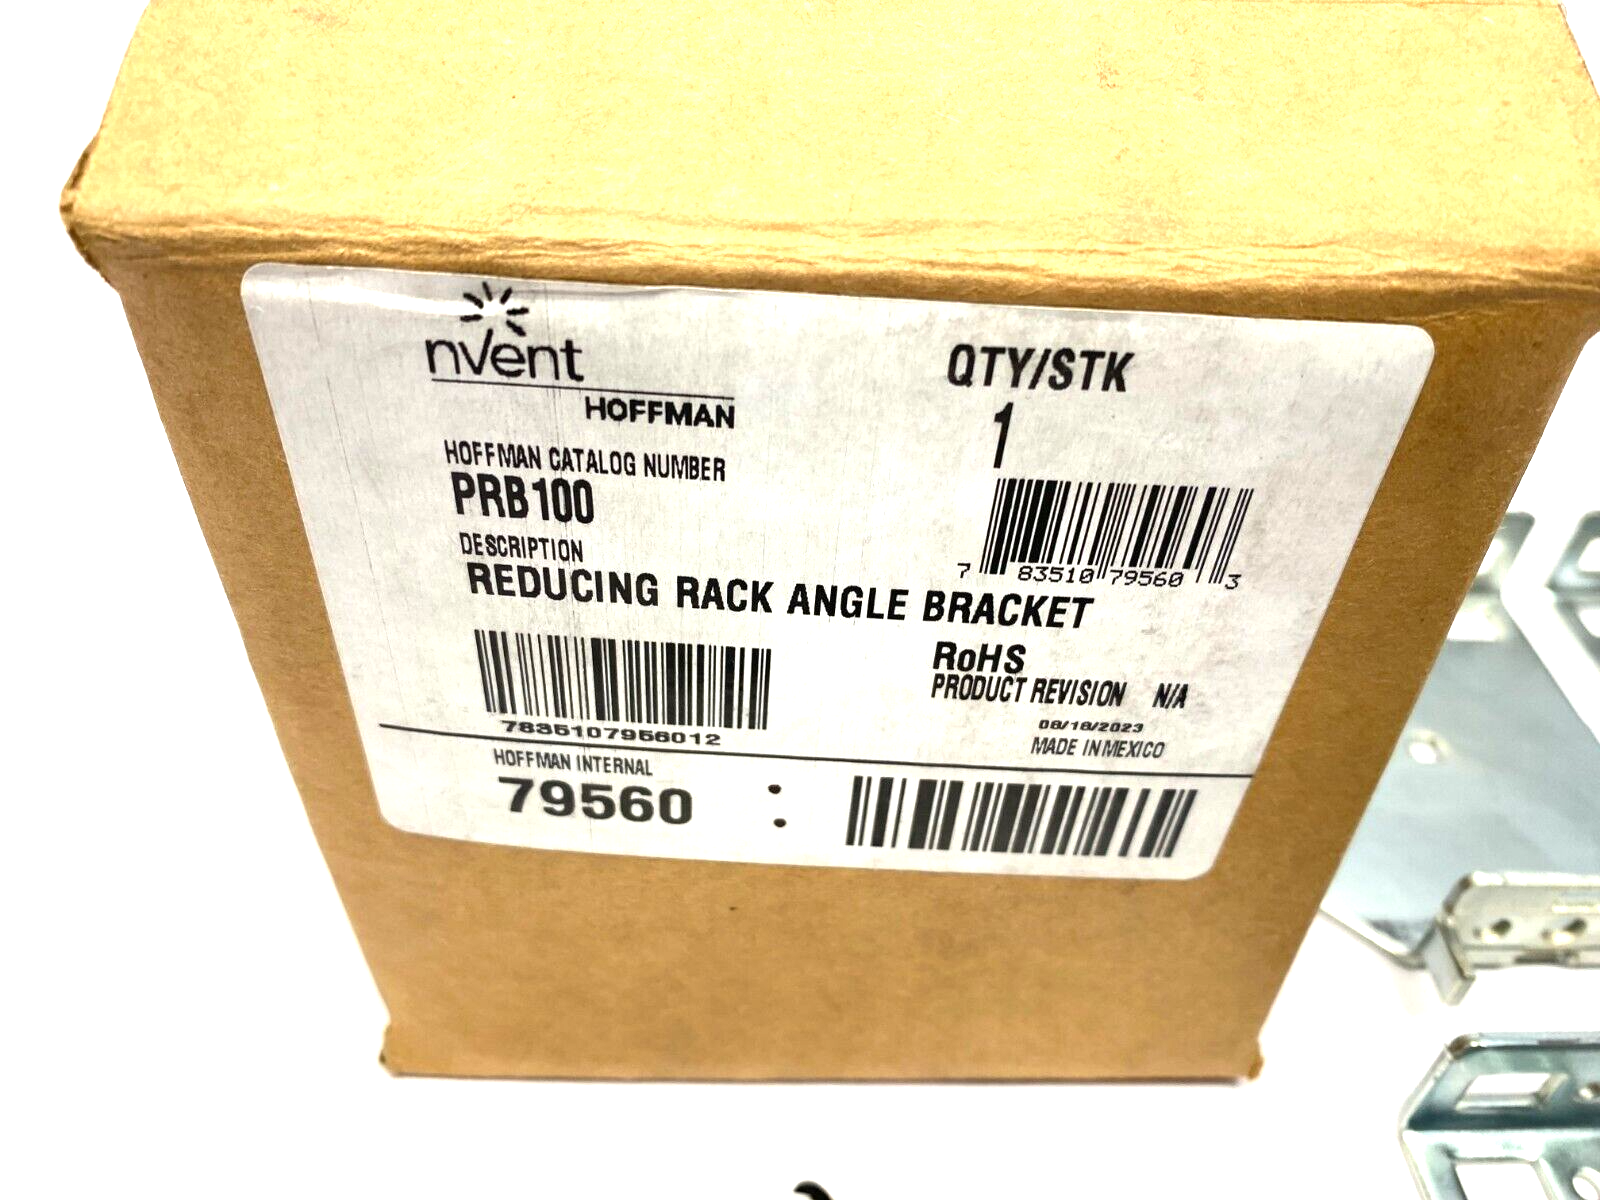 nVent
HOFFMAN
QTY/STK
1
HOFFMAN CATALOG NUMBER
PRB100
DESCRIPTION
REDUCING RACK ANGLE BRACKET
7 83510 79560 3
RoHS
PRODUCT REVISION N/A
08/18/2023
MADE IN MEXICO
7835107956012
HOFFMAN INTERNAL
79560 :